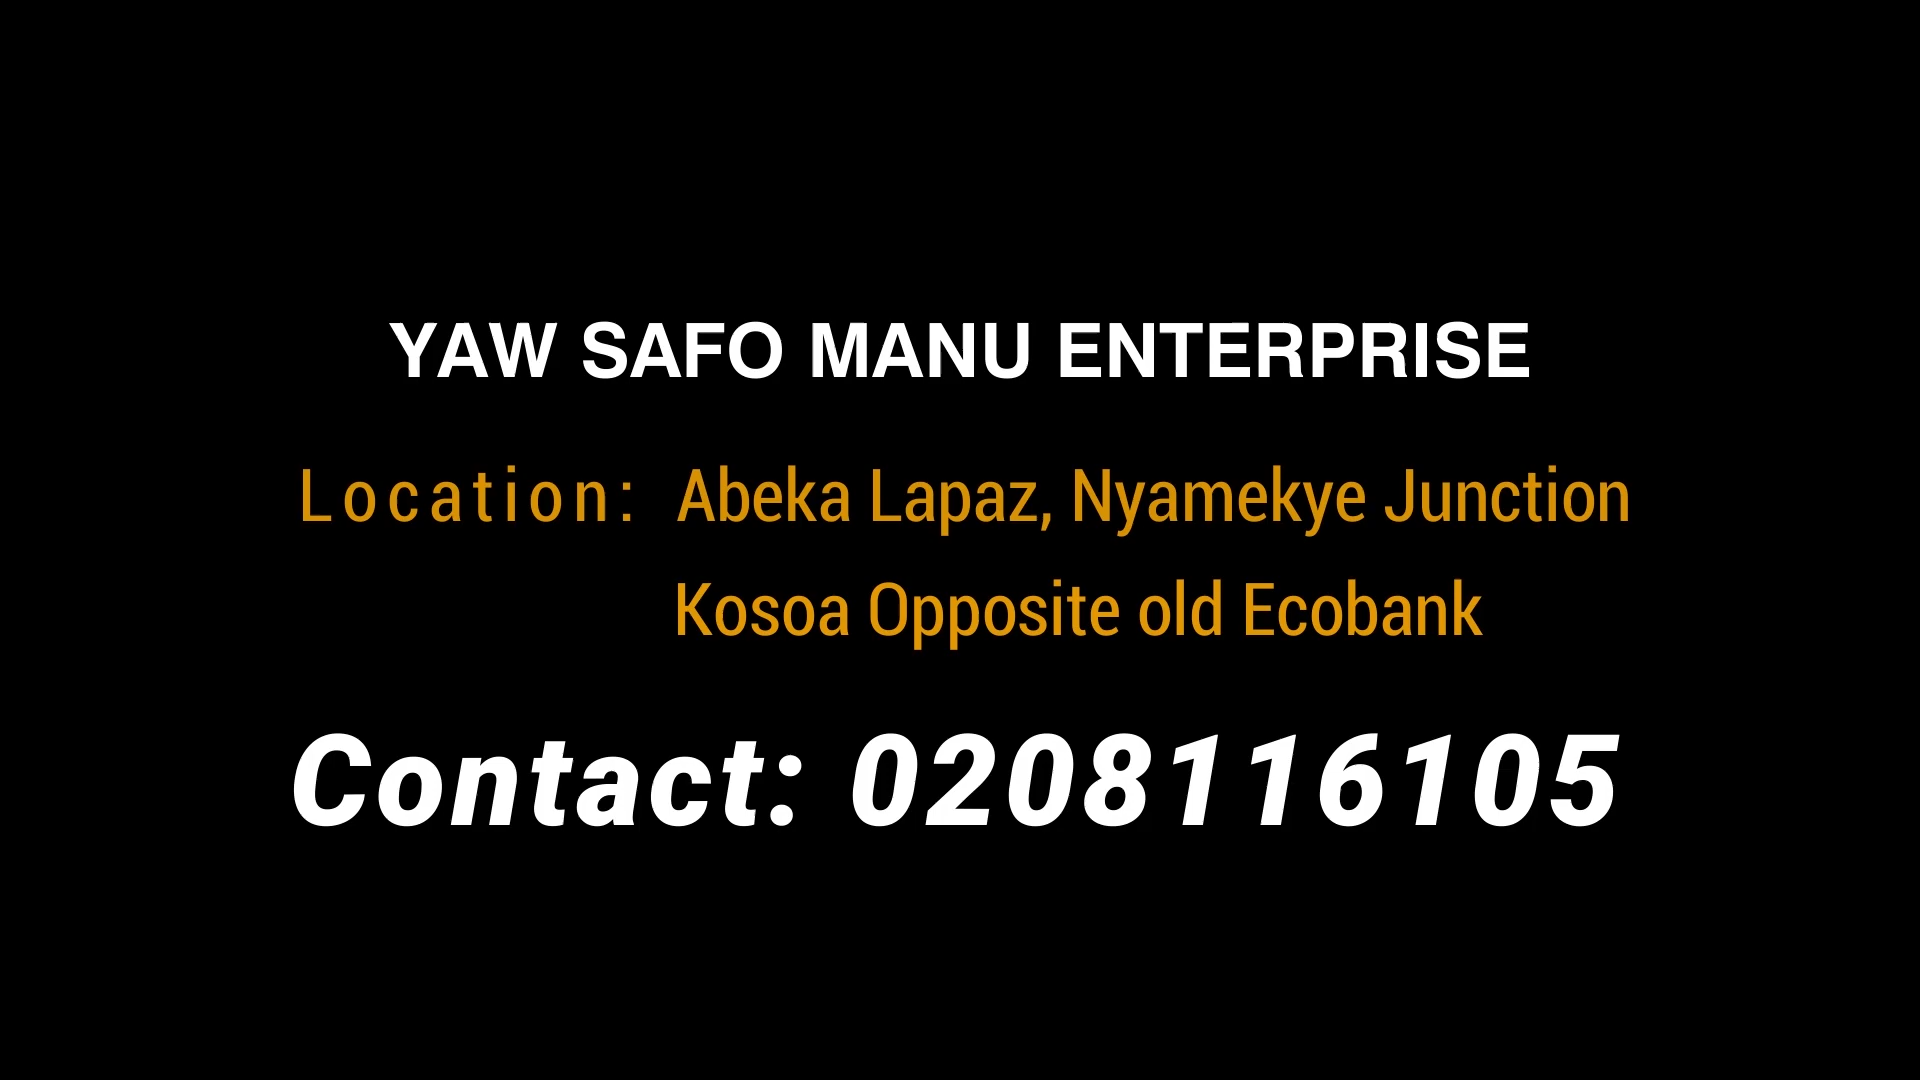 YAW SAFO MANU ENTERPRISE
Location: Abeka Lapaz, Nyamekye Junction
Kosoa Opposite old Ecobank
Contact: 0208116105